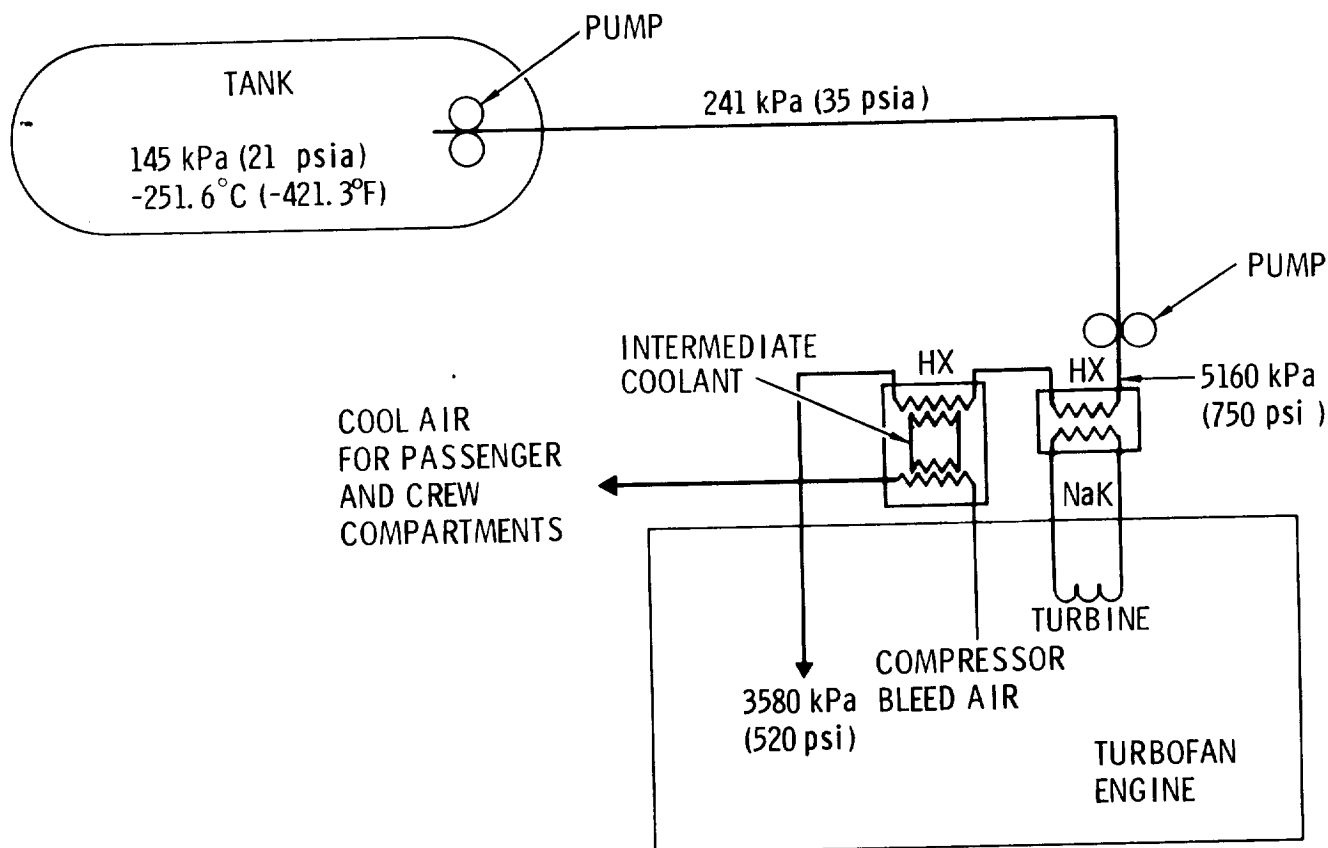 PUMP
TANK
241 kPa (35 psia)
145 kPa (21 psia)
-251.6°C (-421.3°F)
PUMP
INTERMEDIATE
COOLANT
HX
HX
5160 kPa
(750 psi)
COOL AIR
FOR PASSENGER
AND CREW
COMPARTMENTS
NaK
TURBINE
COMPRESSOR
BLEED AIR
3580 kPa
(520 psi)
TURBOFAN
ENGINE